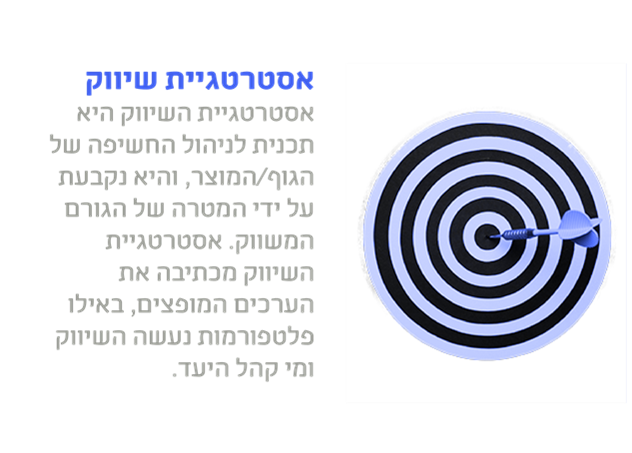 אסטרטגיית שיווק
אסטרטגיית השיווק היא
תכנית לניהול החשיפה של
הגוף/המוצר, והיא נקבעת
על ידי המטרה של הגורם
המשווק. אסטרטגיית
השיווק מכתיבה את
הערכים המופצים, באילו
פלטפורמות נעשה השיווק
ומי קהל היעד.